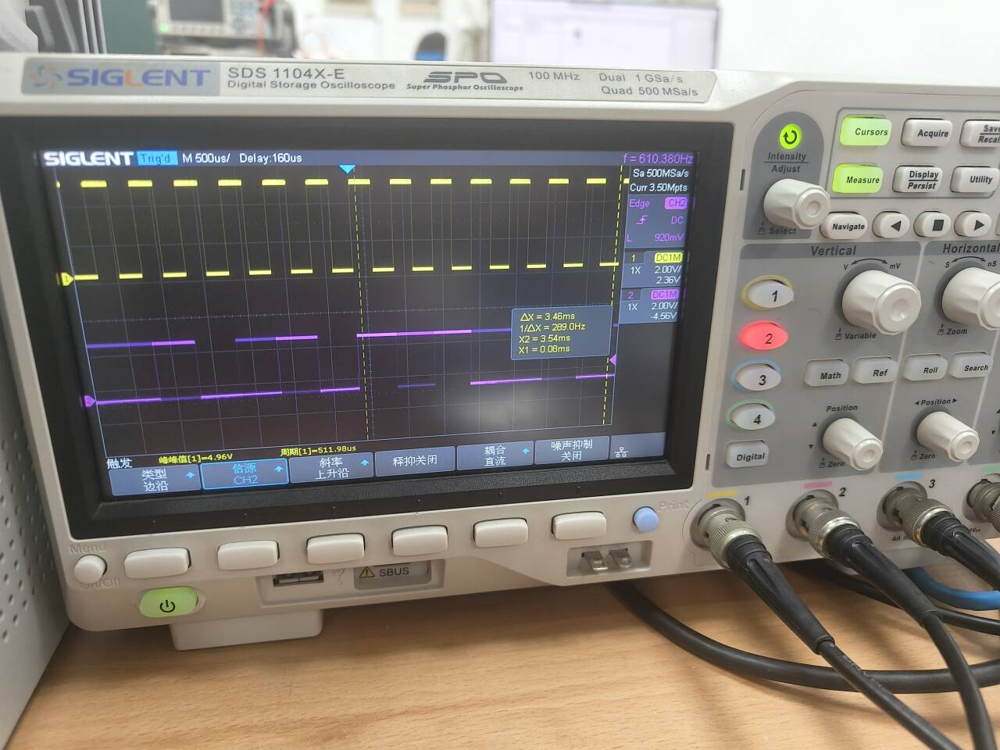 SIGLENT
SDS 1104X-E
Digital Storage Oscilloscope
SPO
Super Phosphor Oscilloscope
100 MHz
Dual 1 GSa/s
Quad 500 MSa/s
SIGLENT Trig'd M 500us/ Delay:160us
f = 610.380Hz
Sa 500MSa/s
Curr 3.50Mpts
Edge CH2
DC
L 920mV
1 DC1M
1X 2.00V/
2.36V
2 DC1M
1X 2.00V/
-4.56V
ΔX = 3.46ms
1/ΔX = 289.0Hz
X2 = 3.54ms
X1 = 0.08ms
1
2
触发
峰峰值[1]=4.96V
周期[1]=511.98us
类型
边沿
信源
CH2
斜率
上升沿
释抑关闭
耦合
直流
噪声抑制
关闭
Intensity
Adjust
Select
Cursors
Acquire
Measure
Display
Persist
Utility
Navigate
Vertical
Horizontal
V mV
S nS
1
2
3
4
Variable
Zoom
Math
Ref
Roll
Search
Position
Position
Zero
Zero
Digital
Menu
On/Off
Print
SBUS
1
2
3